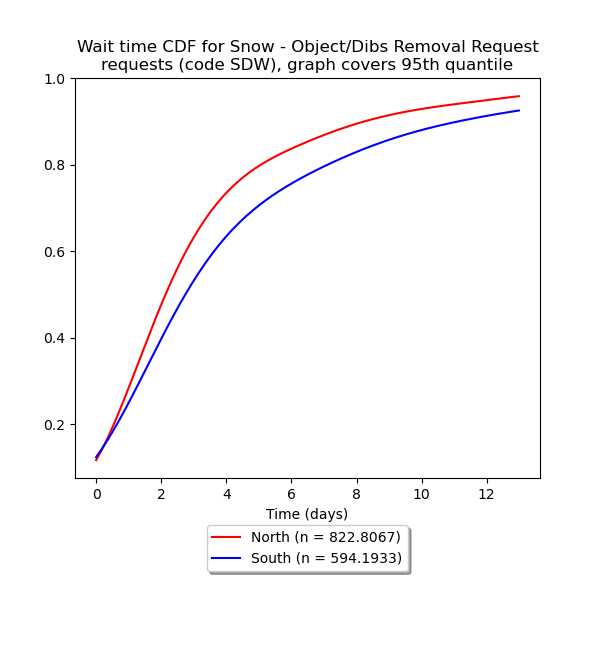 Wait time CDF for Snow - Object/Dibs Removal Request
requests (code SDW), graph covers 95th quantile
1.0
0.8
0.6
0.4
0.2
0 2 4 6 8 10 12
Time (days)
North (n = 822.8067)
South (n = 594.1933)